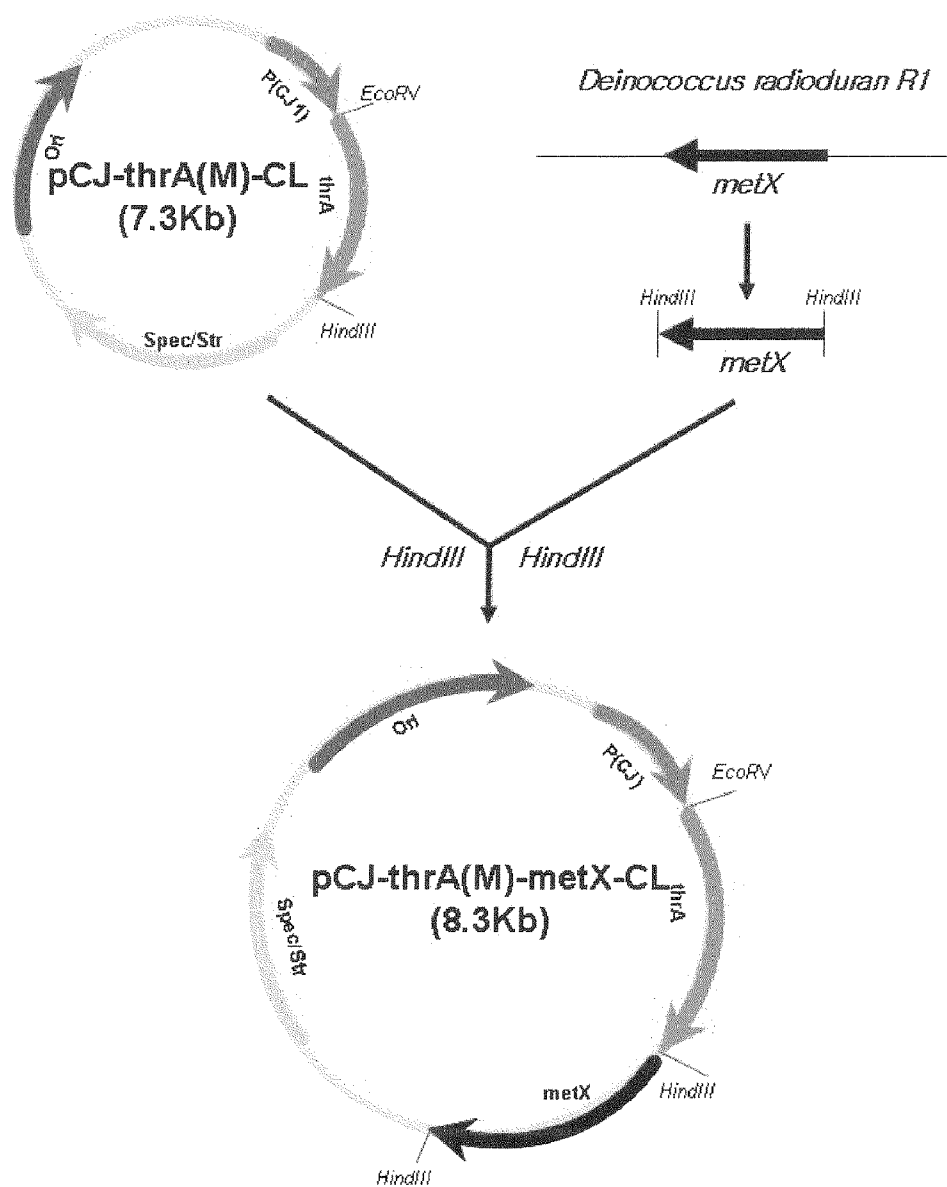 P(CJ1)
EcoRV
Ori
pCJ-thrA(M)-CL
(7.3Kb)
thrA
HindIII
Spec/Str
Deinococcus radioduran R1
metX
HindIII HindIII
metX
HindIII HindIII
Ori
P(CJ)
EcoRV
pCJ-thrA(M)-metX-CL
(8.3Kb)
thrA
Spec/Str
metX
HindIII
HindIII